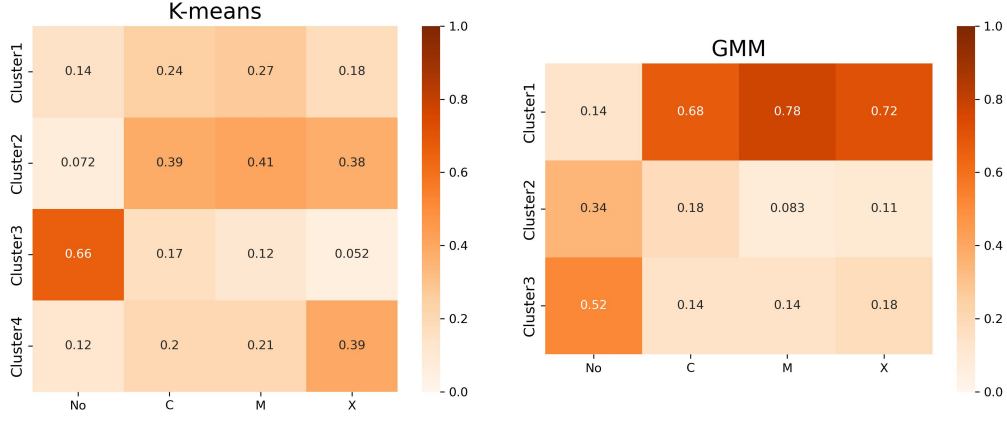 K-means
Cluster1
0.14 0.24 0.27 0.18
Cluster2
0.072 0.39 0.41 0.38
Cluster3
0.66 0.17 0.12 0.052
Cluster4
0.12 0.2 0.21 0.39
No C M X
1.0
0.8
0.6
0.4
0.2
0.0
GMM
Cluster1
0.14 0.68 0.78 0.72
Cluster2
0.34 0.18 0.083 0.11
Cluster3
0.52 0.14 0.14 0.18
No C M X
1.0
0.8
0.6
0.4
0.2
0.0